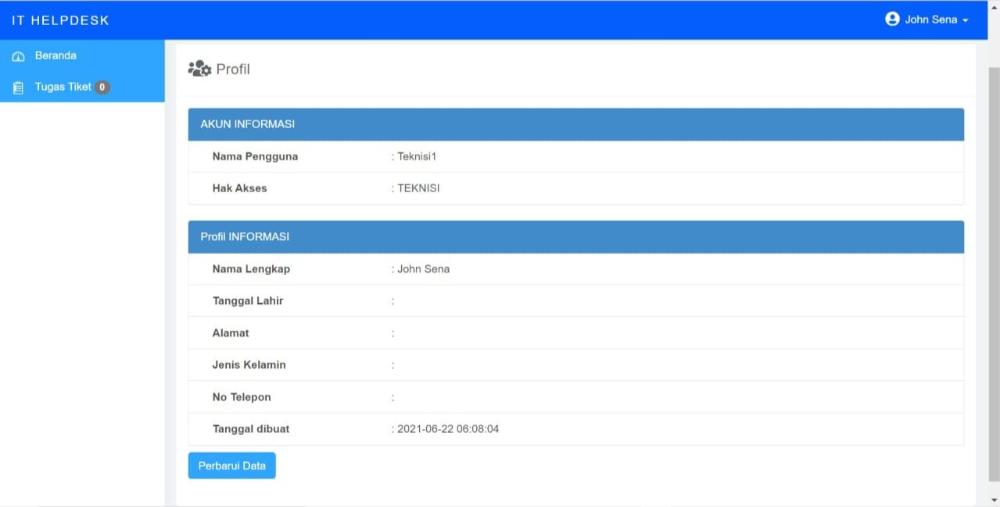 IT HELPDESK
John Sena
Beranda
Tugas Tiket 0
Profil
AKUN INFORMASI
Nama Pengguna : Teknisi1
Hak Akses : TEKNISI
Profil INFORMASI
Nama Lengkap : John Sena
Tanggal Lahir :
Alamat :
Jenis Kelamin :
No Telepon :
Tanggal dibuat : 2021-06-22 06:08:04
Perbarui Data